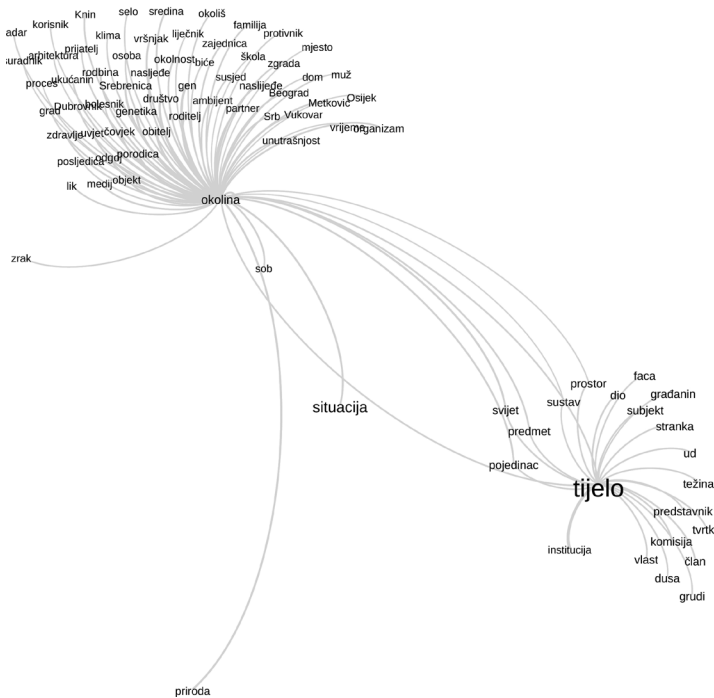 Knin
selo
sredina
okoliš
korisnik
familija
protivnik
klima
vršnjak
liječnik
zajednica
mjesto
prijatelj
arhitektura
osoba
okolnost
biće
škola
zgrada
rodbina
nasljeđe
susjed
dom
muž
proces
ukućanin
Srebrenica
gen
naslijeđe
Beograd
Osijek
grad
Dubrovnik
bolesnik
društvo
ambijent
partner
Metković
genetika
roditelj
Srb
Vukovar
zdravlje
uvjet
čovjek
obitelj
vrijeme
organizam
unutrašnjost
posljedica
odgoj
porodica
lik
medij
objekt
okolina
zrak
sob
situacija
prostor
faca
sustav
dio
građanin
svijet
subjekt
predmet
stranka
pojedinac
ud
tijelo
težina
predstavnik
tvrtk
institucija
komisija
vlast
član
dusa
grudi
priroda